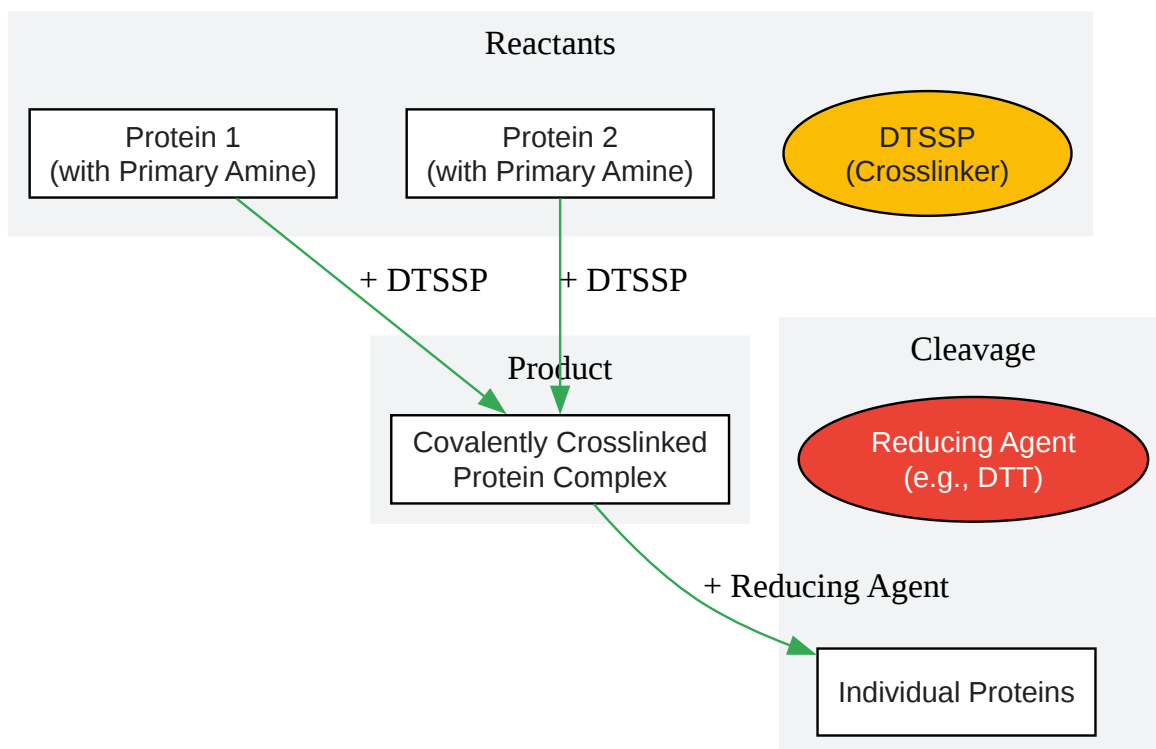 Reactants
Protein 1
(with Primary Amine)
Protein 2
(with Primary Amine)
DTSSP
(Crosslinker)
+ DTSSP
+ DTSSP
Product
Covalently Crosslinked
Protein Complex
Cleavage
Reducing Agent
(e.g., DTT)
+ Reducing Agent
Individual Proteins